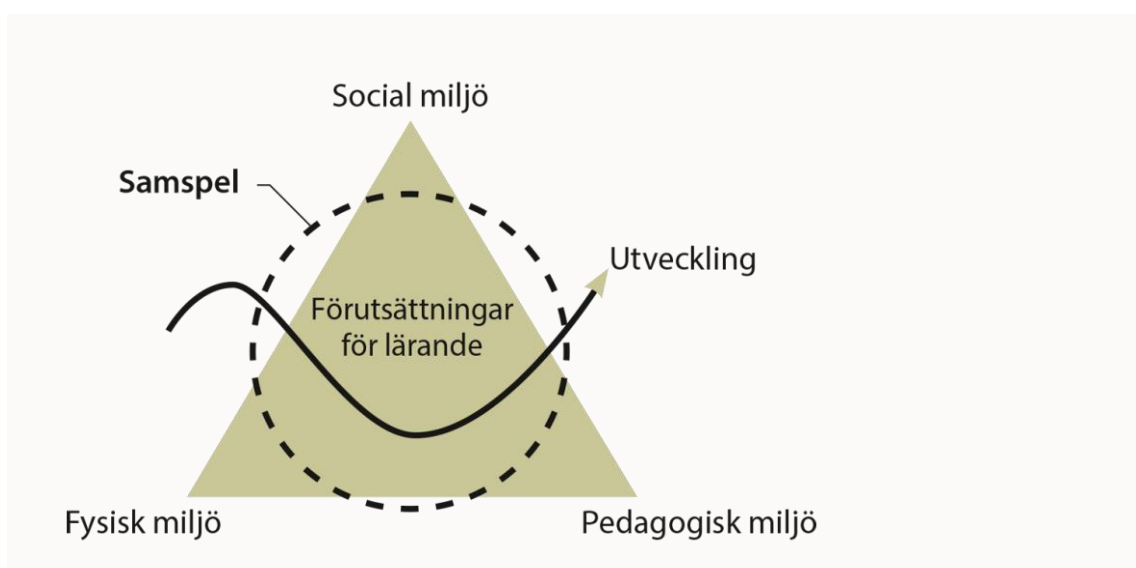 Social miljö
Samspel
Utveckling
Förutsättningar
för lärande
Fysisk miljö
Pedagogisk miljö